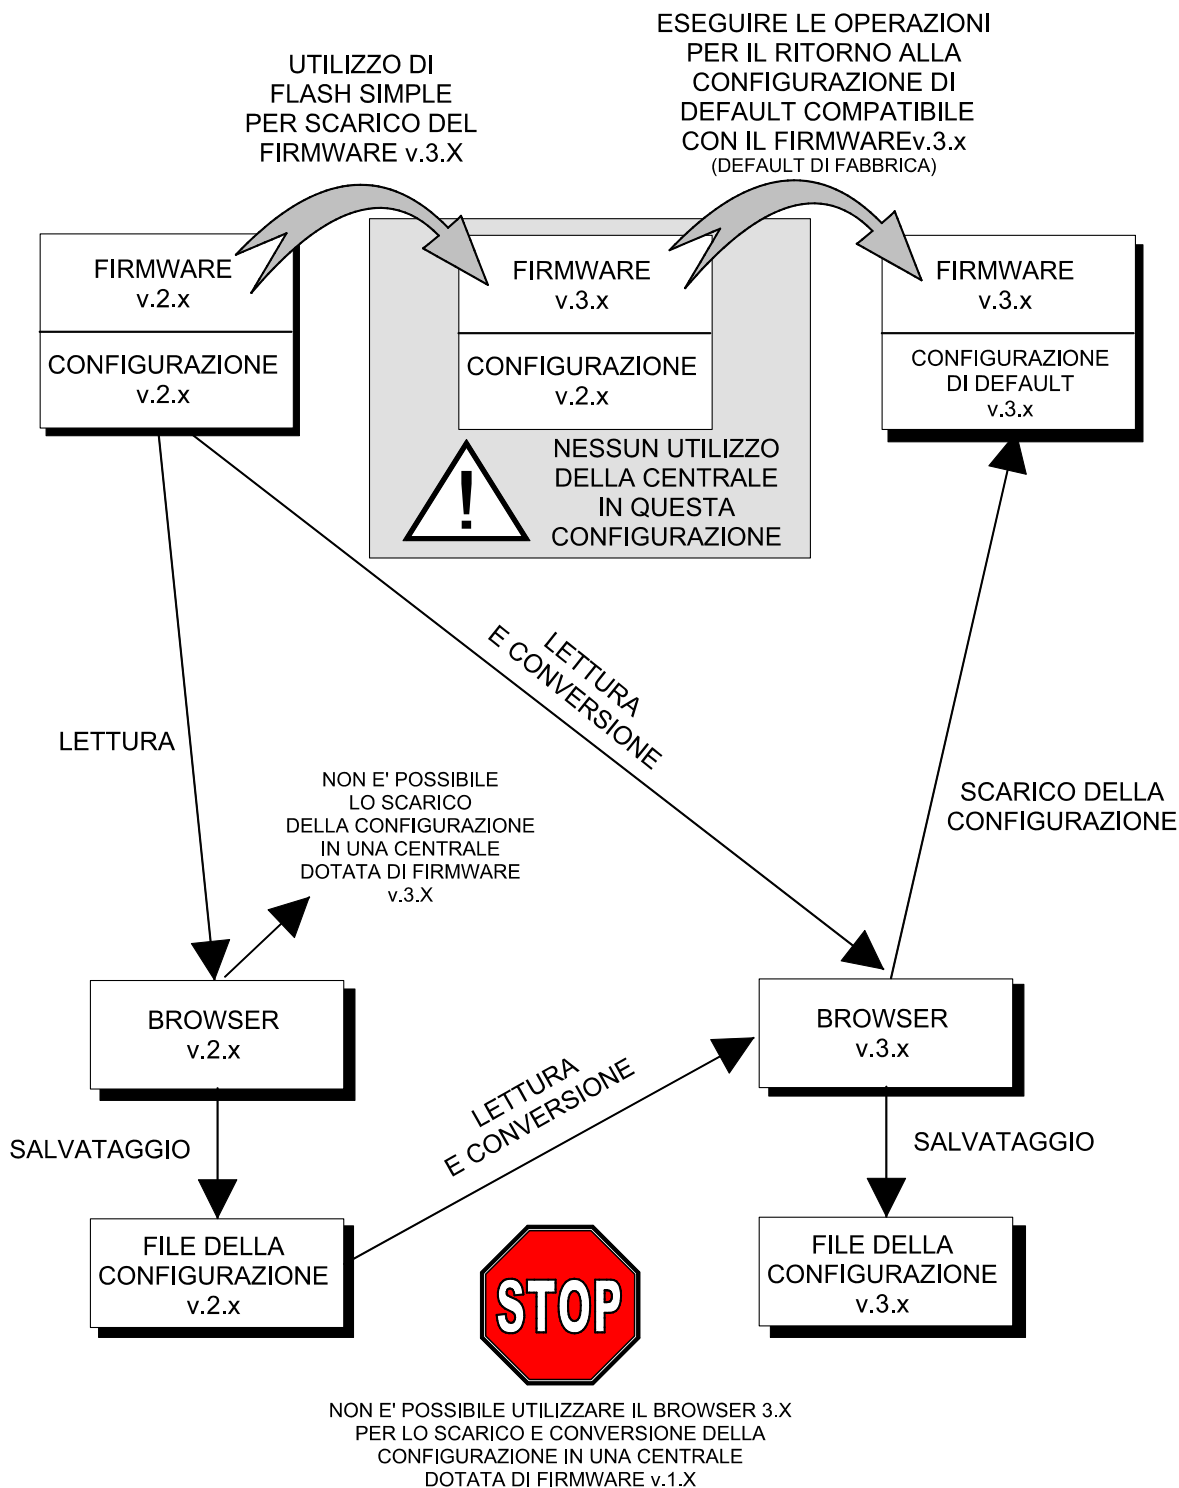 UTILIZZO DI
FLASH SIMPLE
PER SCARICO DEL
FIRMWARE v.3.X
ESEGUIRE LE OPERAZIONI
PER IL RITORNO ALLA
CONFIGURAZIONE DI
DEFAULT COMPATIBILE
CON IL FIRMWAREv.3.x
(DEFAULT DI FABBRICA)
FIRMWARE
v.2.x
CONFIGURAZIONE
v.2.x
FIRMWARE
v.3.x
CONFIGURAZIONE
v.2.x
FIRMWARE
v.3.x
CONFIGURAZIONE
DI DEFAULT
v.3.x
!
NESSUN UTILIZZO
DELLA CENTRALE
IN QUESTA
CONFIGURAZIONE
LETTURA
E CONVERSIONE
LETTURA
NON E' POSSIBILE
LO SCARICO
DELLA CONFIGURAZIONE
IN UNA CENTRALE
DOTATA DI FIRMWARE
v.3.X
SCARICO DELLA
CONFIGURAZIONE
BROWSER
v.2.x
BROWSER
v.3.x
LETTURA
E CONVERSIONE
SALVATAGGIO
SALVATAGGIO
FILE DELLA
CONFIGURAZIONE
v.2.x
FILE DELLA
CONFIGURAZIONE
v.3.x
STOP
NON E' POSSIBILE UTILIZZARE IL BROWSER 3.X
PER LO SCARICO E CONVERSIONE DELLA
CONFIGURAZIONE IN UNA CENTRALE
DOTATA DI FIRMWARE v.1.X